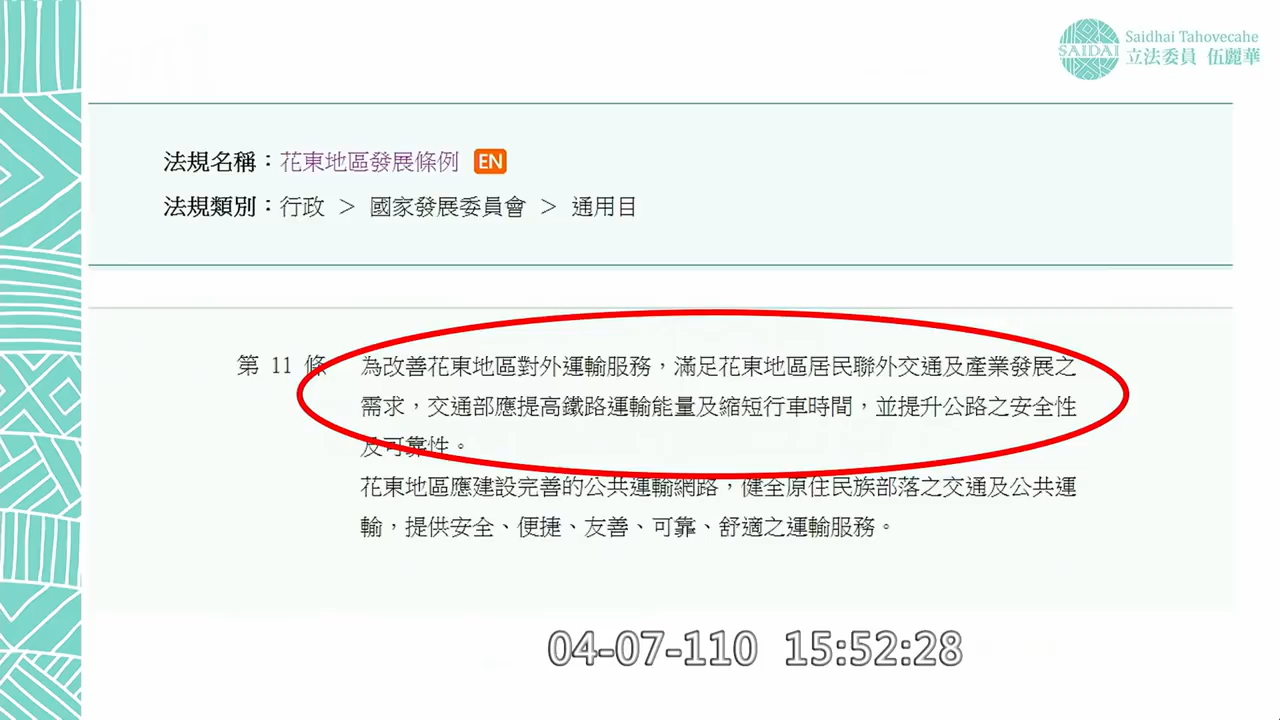 Saidhai Tahovecahe
SAIDAI
立法委員 伍麗華
法規名稱：花東地區發展條例 EN
法規類別：行政 ＞ 國家發展委員會 ＞ 通用目
第 11 條 為改善花東地區對外運輸服務，滿足花東地區居民聯外交通及產業發展之
需求，交通部應提高鐵路運輸能量及縮短行車時間，並提升公路之安全性
及可靠性。
花東地區應建設完善的公共運輸網路，健全原住民族部落之交通及公共運
輸，提供安全、便捷、友善、可靠、舒適之運輸服務。
04-07-110 15:52:28